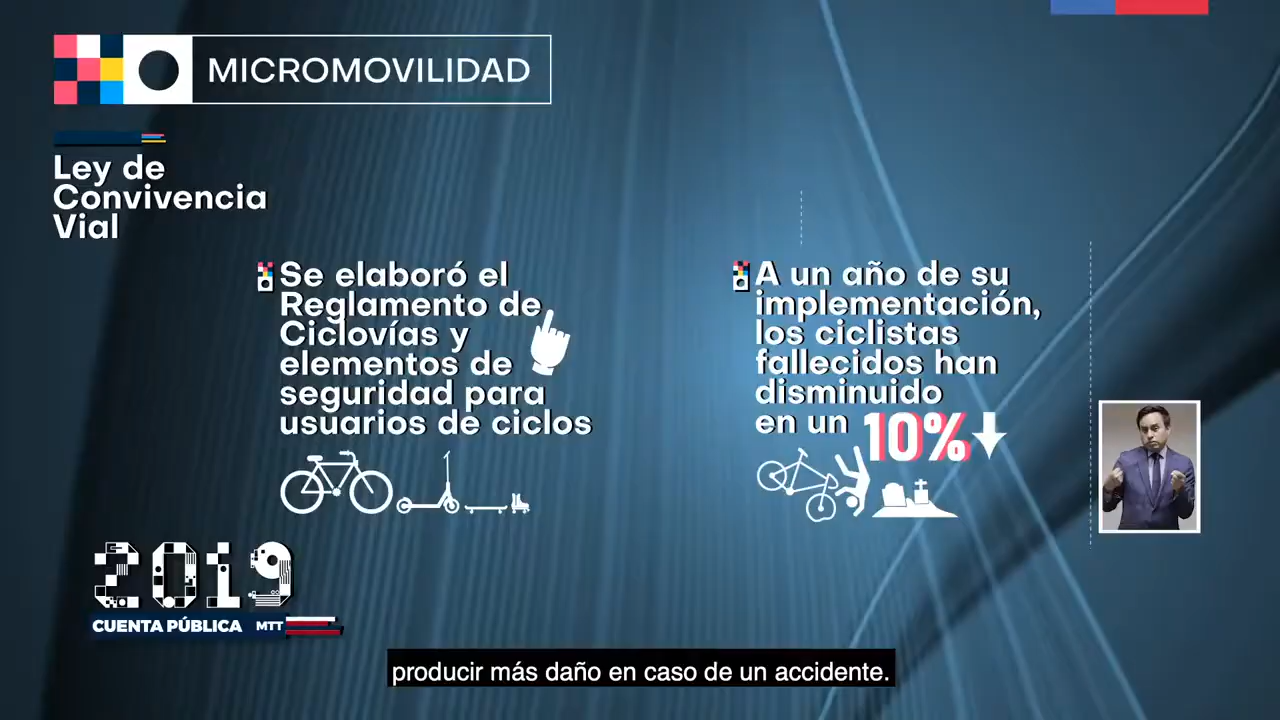 MICROMOVILIDAD
Ley de
Convivencia
Vial
Se elaboró el
Reglamento de
Ciclovías y
elementos de
seguridad para
usuarios de ciclos
A un año de su
implementación,
los ciclistas
fallecidos han
disminuido
en un 10%
2019
CUENTA PÚBLICA MTT
producir más daño en caso de un accidente.